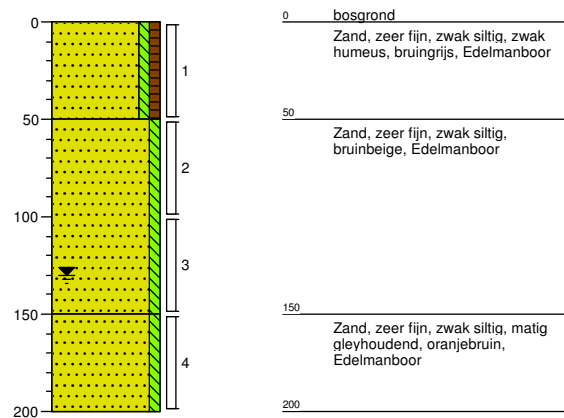 0
50
100
150
200
1
2
3
4
0
bosgrond
Zand, zeer fijn, zwak siltig, zwak
humeus, bruingrijs, Edelmanboor
50
Zand, zeer fijn, zwak siltig,
bruinbeige, Edelmanboor
150
Zand, zeer fijn, zwak siltig, matig
gleyhoudend, oranjebruin,
Edelmanboor
200